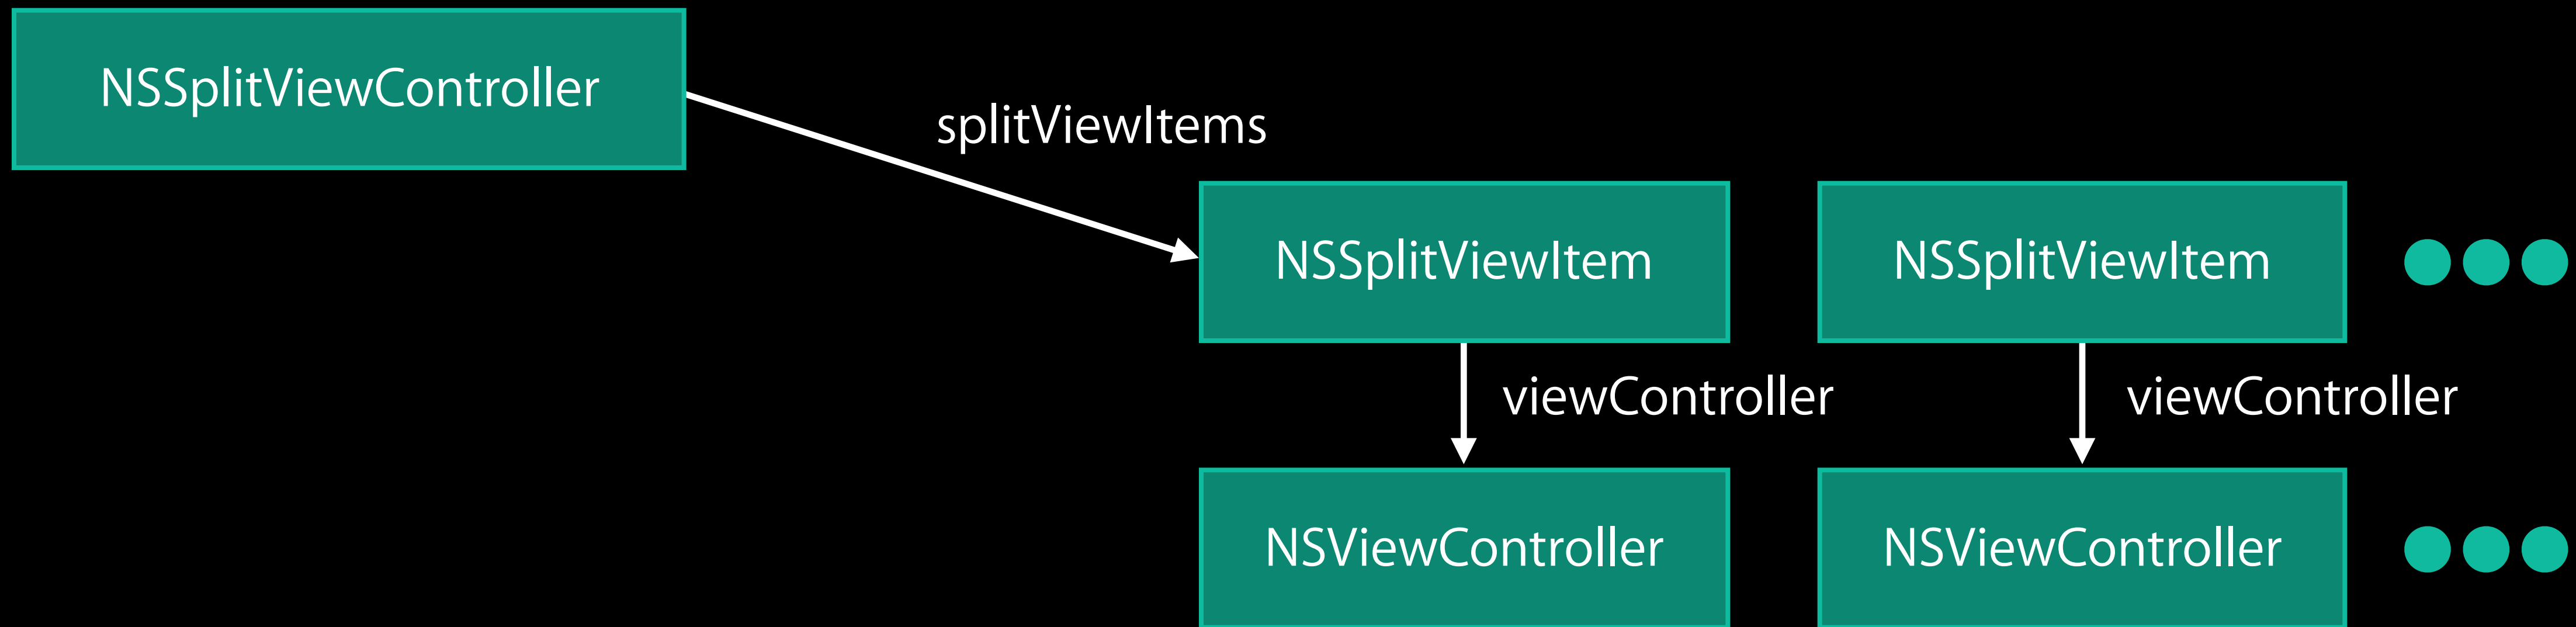 NSSplitViewController
splitViewItems
NSSplitViewItem
NSSplitViewItem
viewController
viewController
NSViewController
NSViewController